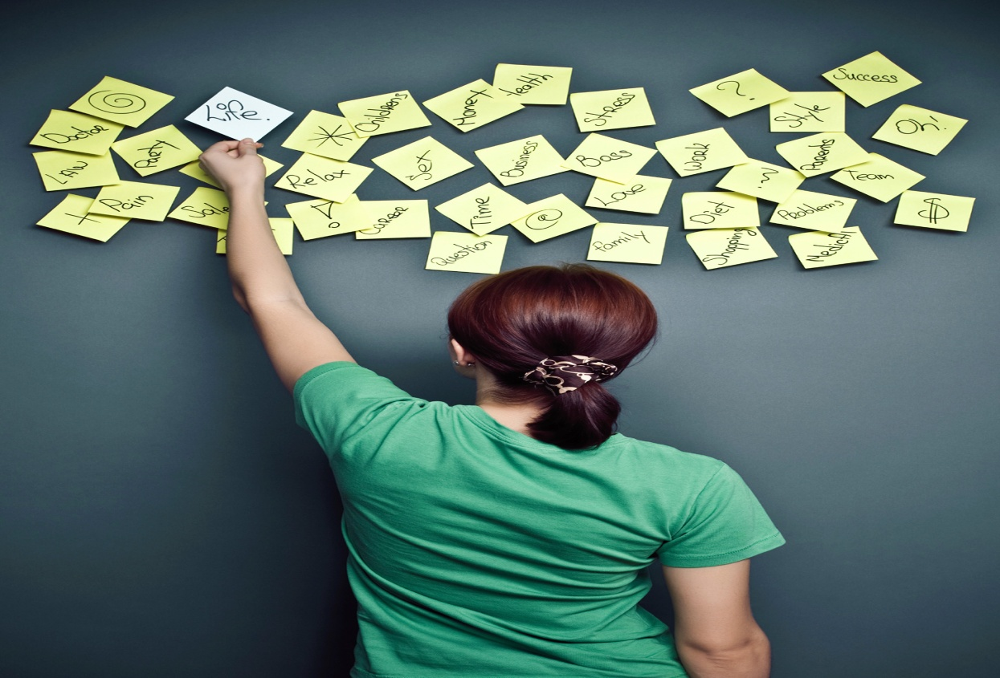 Success
Health
Life.
Money
Childrens
Stress
?
Style
Oh!
Doctor
Party
*
Sex
Business
Boss
Work
Parents
Law
Relax
~?
Team
Pain
Love
Time
@
Diet
Problems
$
+
Sale
Career
Question
Family
Shopping